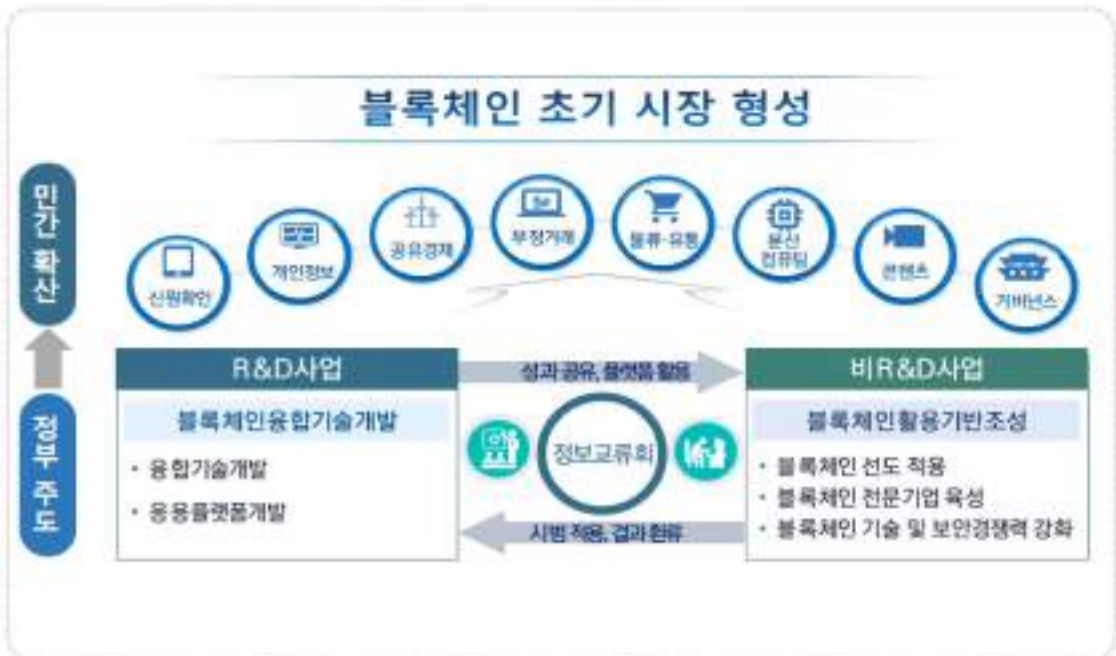 블록체인 초기 시장 형성
민간 확산
신원확인
개인정보
공유경제
부정거래
물류·유통
분산
컴퓨팅
콘텐츠
거버넌스
정부 주도
R&D사업
블록체인융합기술개발
• 융합기술개발
• 응용플랫폼개발
성과 공유, 플랫폼 활용
정보교류회
시범 적용, 결과 환류
비R&D사업
블록체인활용기반조성
• 블록체인 선도 적용
• 블록체인 전문기업 육성
• 블록체인 기술 및 보안경쟁력 강화